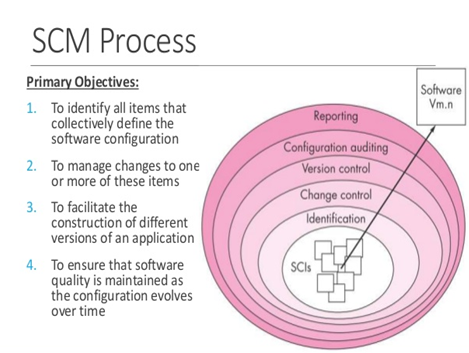 SCM Process
Primary Objectives:
1. To identify all items that
collectively define the
software configuration
2. To manage changes to one
or more of these items
3. To facilitate the
construction of different
versions of an application
4. To ensure that software
quality is maintained as
the configuration evolves
over time
Software
Vm.n
Reporting
Configuration auditing
Version control
Change control
Identification
SCIs